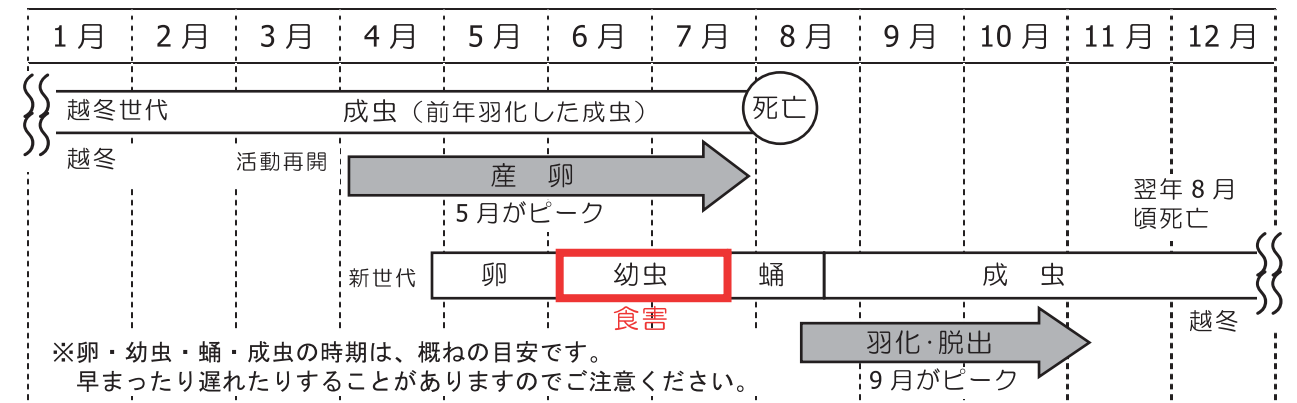 1月 2月 3月 4月 5月 6月 7月 8月 9月 10月 11月 12月
越冬世代 成虫（前年羽化した成虫） 死亡
越冬 活動再開
産 卵
5月がピーク
翌年8月
頃死亡
新世代 卵 幼虫 蛹 成 虫
食害
越冬
羽化・脱出
9月がピーク
※卵・幼虫・蛹・成虫の時期は、概ねの目安です。
早まったり遅れたりすることがありますのでご注意ください。